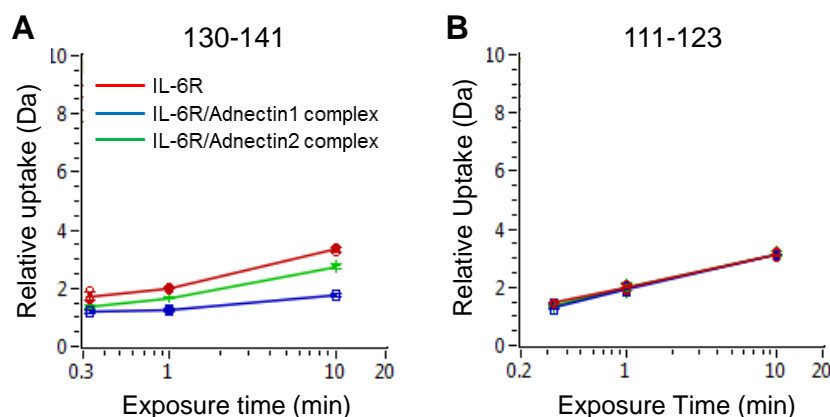 A
130-141
Relative uptake (Da)
10
8
6
4
2
0
IL-6R
IL-6R/Adnectin1 complex
IL-6R/Adnectin2 complex
0.3
1
10
20
Exposure time (min)
B
111-123
Relative Uptake (Da)
10
8
6
4
2
0
0.2
1
10
20
Exposure Time (min)